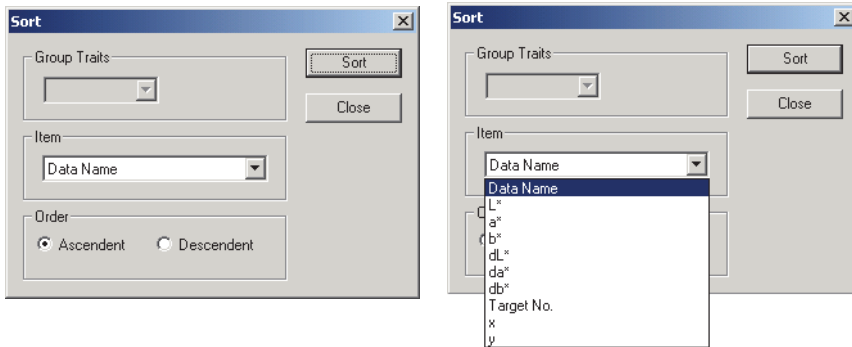 Sort
Group Traits
Sort
Close
Item
Data Name
Order
Ascendent Descendent
Sort
Group Traits
Sort
Close
Item
Data Name
Data Name
L*
a*
b*
dL*
da*
db*
Target No.
x
y